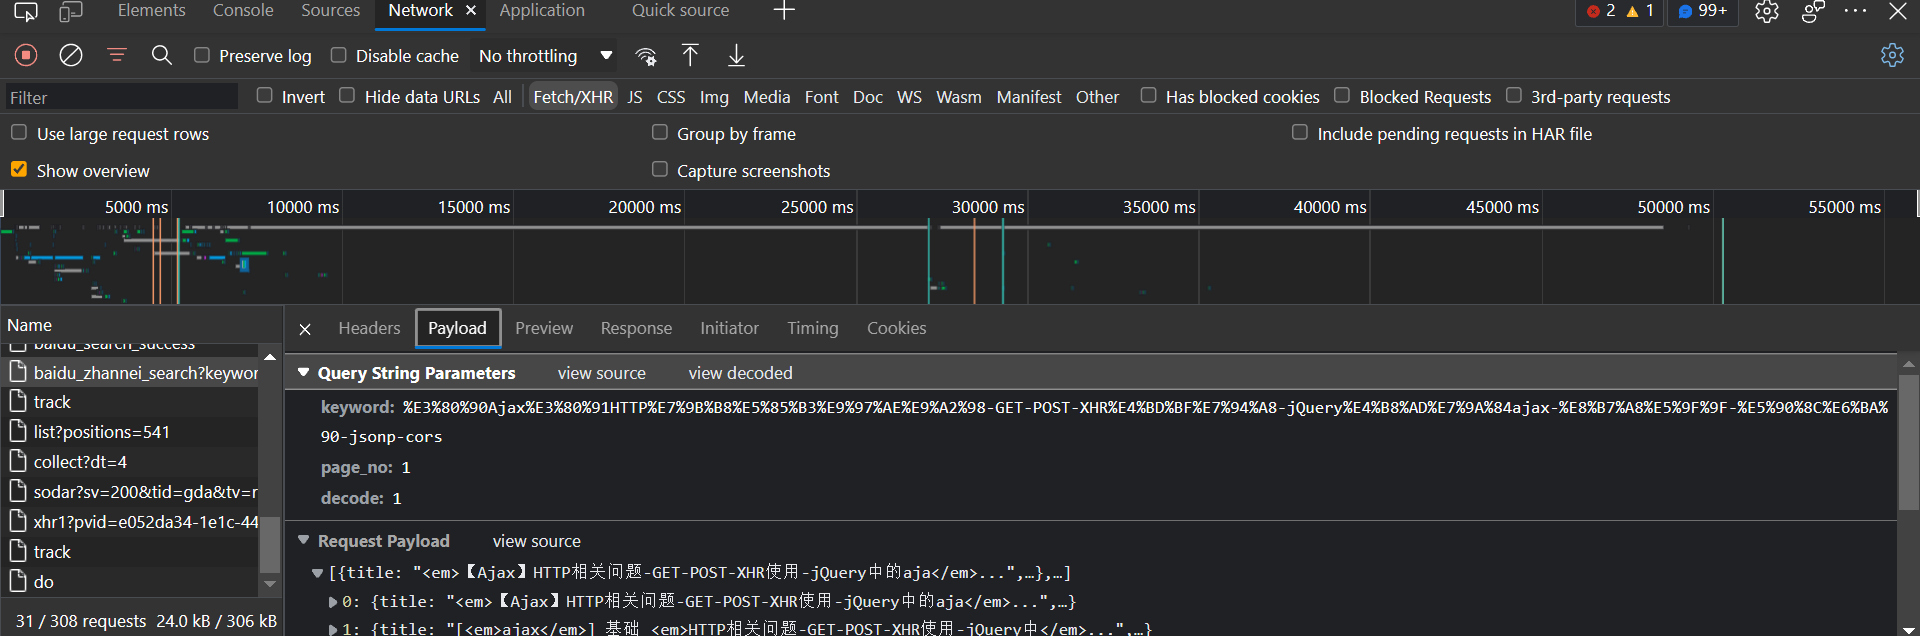 Elements Console Sources Network Application Quick source 2 1 99+
Preserve log Disable cache No throttling
Filter Invert Hide data URLs All Fetch/XHR JS CSS Img Media Font Doc WS Wasm Manifest Other Has blocked cookies Blocked Requests 3rd-party requests
Use large request rows Group by frame Include pending requests in HAR file
Show overview Capture screenshots
5000 ms 10000 ms 15000 ms 20000 ms 25000 ms 30000 ms 35000 ms 40000 ms 45000 ms 50000 ms 55000 ms
Name
baidu_search_success
baidu_zhannei_search?keywor
track
list?positions=541
collect?dt=4
sodar?sv=200&tid=gda&tv=r
xhr1?pvid=e052da34-1e1c-44
track
do
31 / 308 requests 24.0 kB / 306 kB
Headers Payload Preview Response Initiator Timing Cookies
Query String Parameters view source view decoded
keyword: %E3%80%90Ajax%E3%80%91HTTP%E7%9B%B8%E5%85%B3%E9%97%AE%E9%A2%98-GET-POST-XHR%E4%BD%BF%E7%94%A8-jQuery%E4%B8%AD%E7%9A%84ajax-%E8%B7%A8%E5%9F%9F-%E5%90%8C%E6%BA%
90-jsonp-cors
page_no: 1
decode: 1
Request Payload view source
[{title: "<em>【Ajax】HTTP相关问题-GET-POST-XHR使用-jQuery中的aja</em>...",…},…]
0: {title: "<em>【Ajax】HTTP相关问题-GET-POST-XHR使用-jQuery中的aja</em>...",…}
1: {title: "[<em>ajax</em>] 基础 <em>HTTP相关问题-GET-POST-XHR使用-jQuery中</em>...",…}